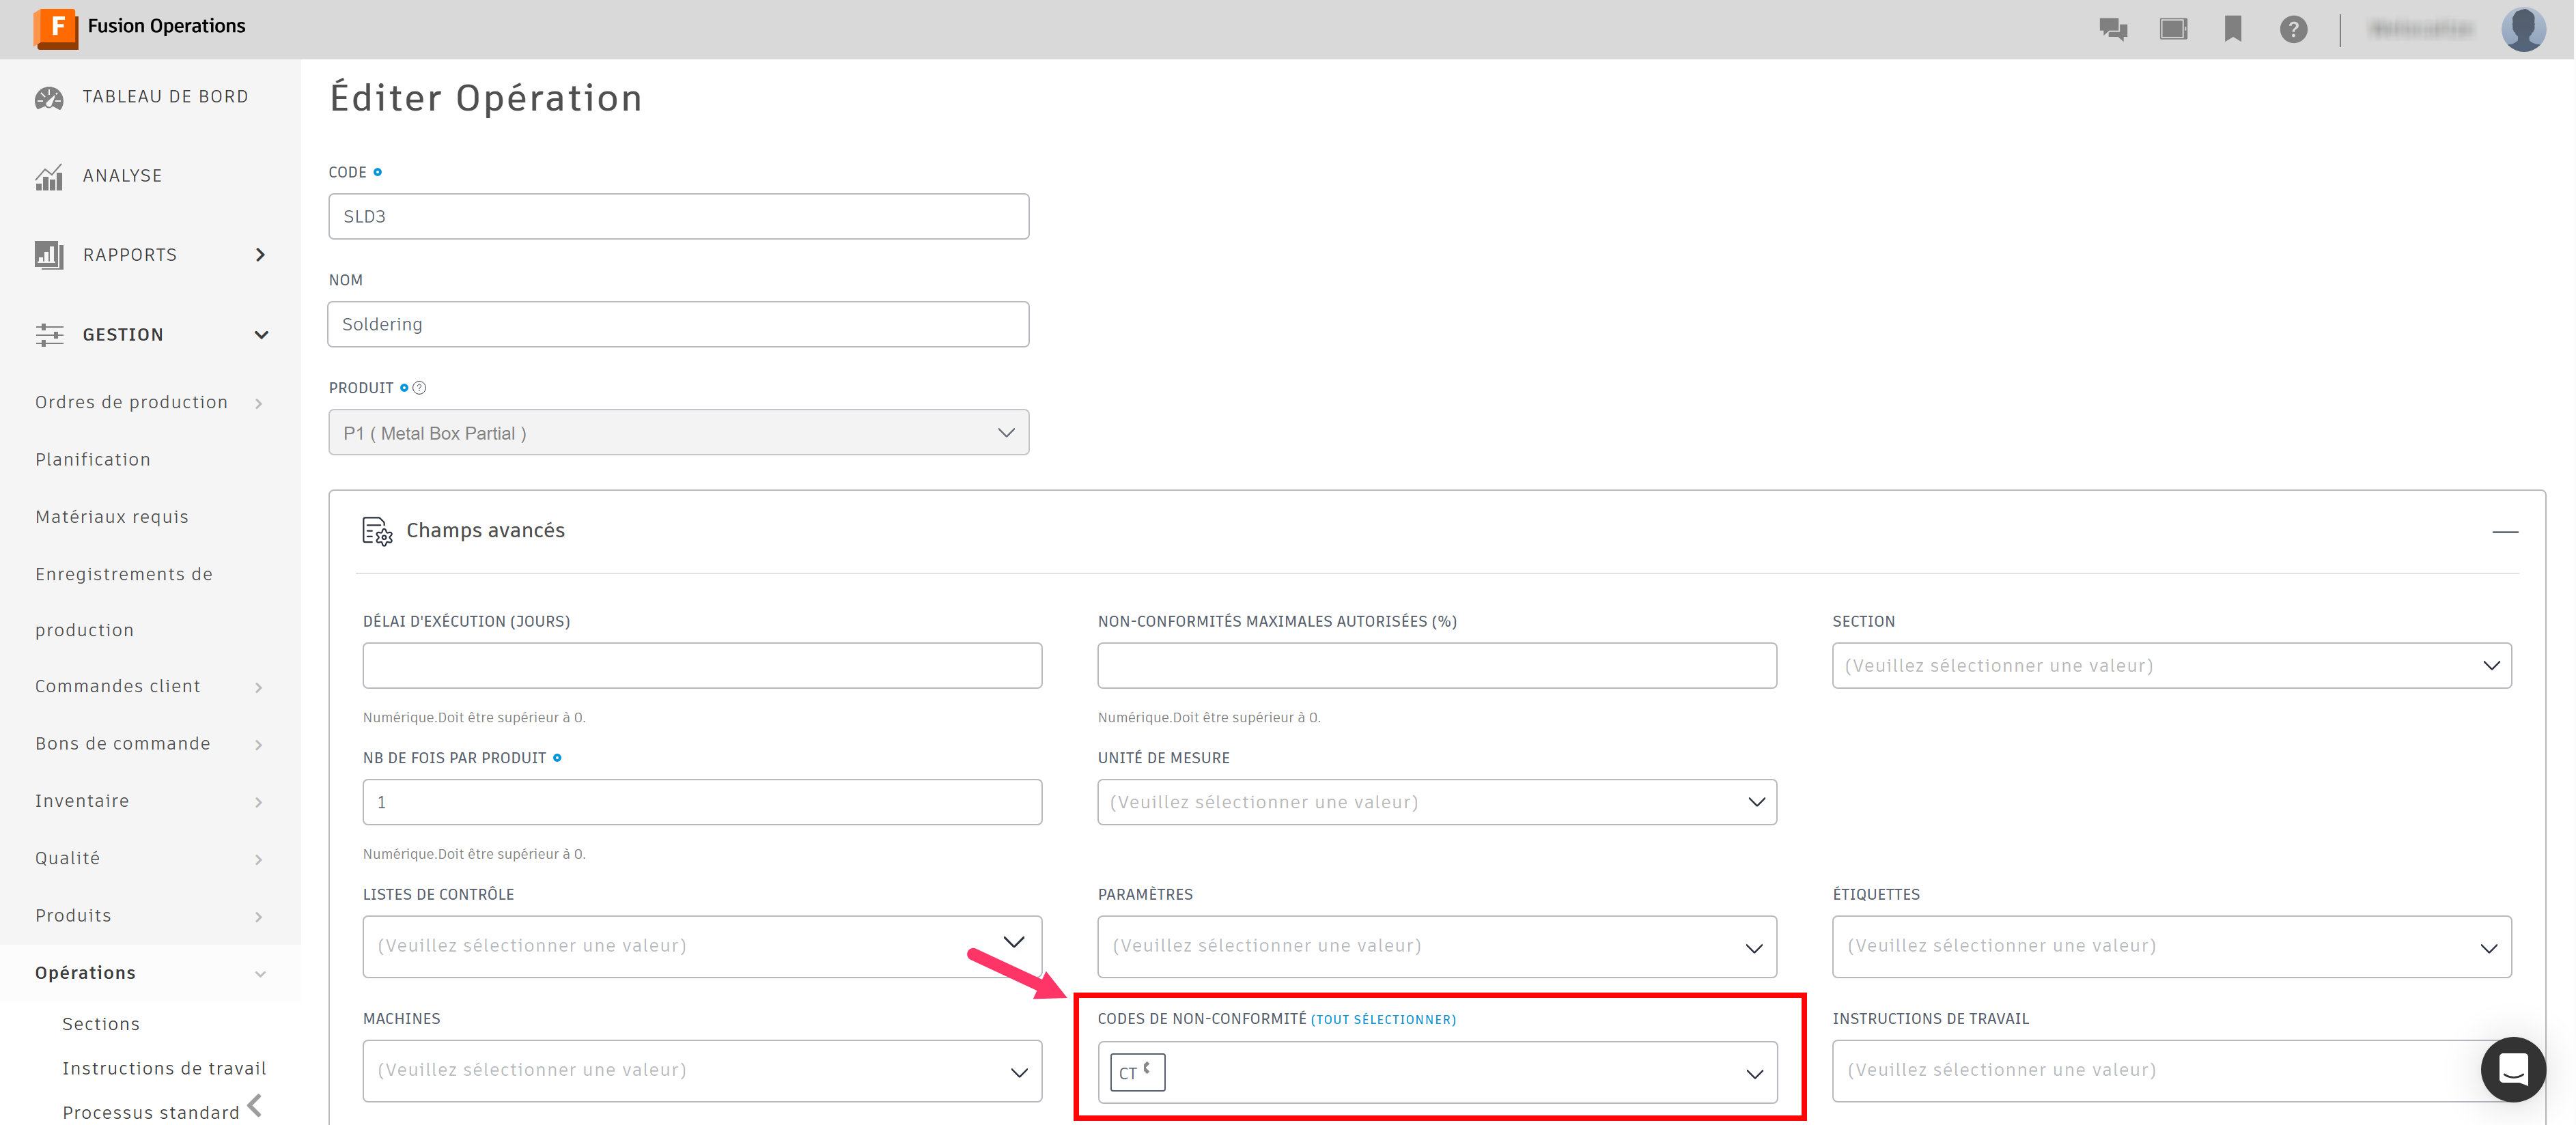 F Fusion Operations
?
TABLEAU DE BORD
ANALYSE
RAPPORTS
GESTION
Ordres de production
Planification
Matériaux requis
Enregistrements de
production
Commandes client
Bons de commande
Inventaire
Qualité
Produits
Opérations
Sections
Instructions de travail
Processus standard
Éditer Opération
CODE
SLD3
NOM
Soldering
PRODUIT ?
P1 ( Metal Box Partial )
Champs avancés
DÉLAI D'EXÉCUTION (JOURS)
NON-CONFORMITÉS MAXIMALES AUTORISÉES (%)
SECTION
(Veuillez sélectionner une valeur)
Numérique.Doit être supérieur à 0.
Numérique.Doit être supérieur à 0.
NB DE FOIS PAR PRODUIT
UNITÉ DE MESURE
1
(Veuillez sélectionner une valeur)
Numérique.Doit être supérieur à 0.
LISTES DE CONTRÔLE
PARAMÈTRES
ÉTIQUETTES
(Veuillez sélectionner une valeur)
(Veuillez sélectionner une valeur)
(Veuillez sélectionner une valeur)
MACHINES
CODES DE NON-CONFORMITÉ (TOUT SÉLECTIONNER)
INSTRUCTIONS DE TRAVAIL
(Veuillez sélectionner une valeur)
CT
(Veuillez sélectionner une valeur)